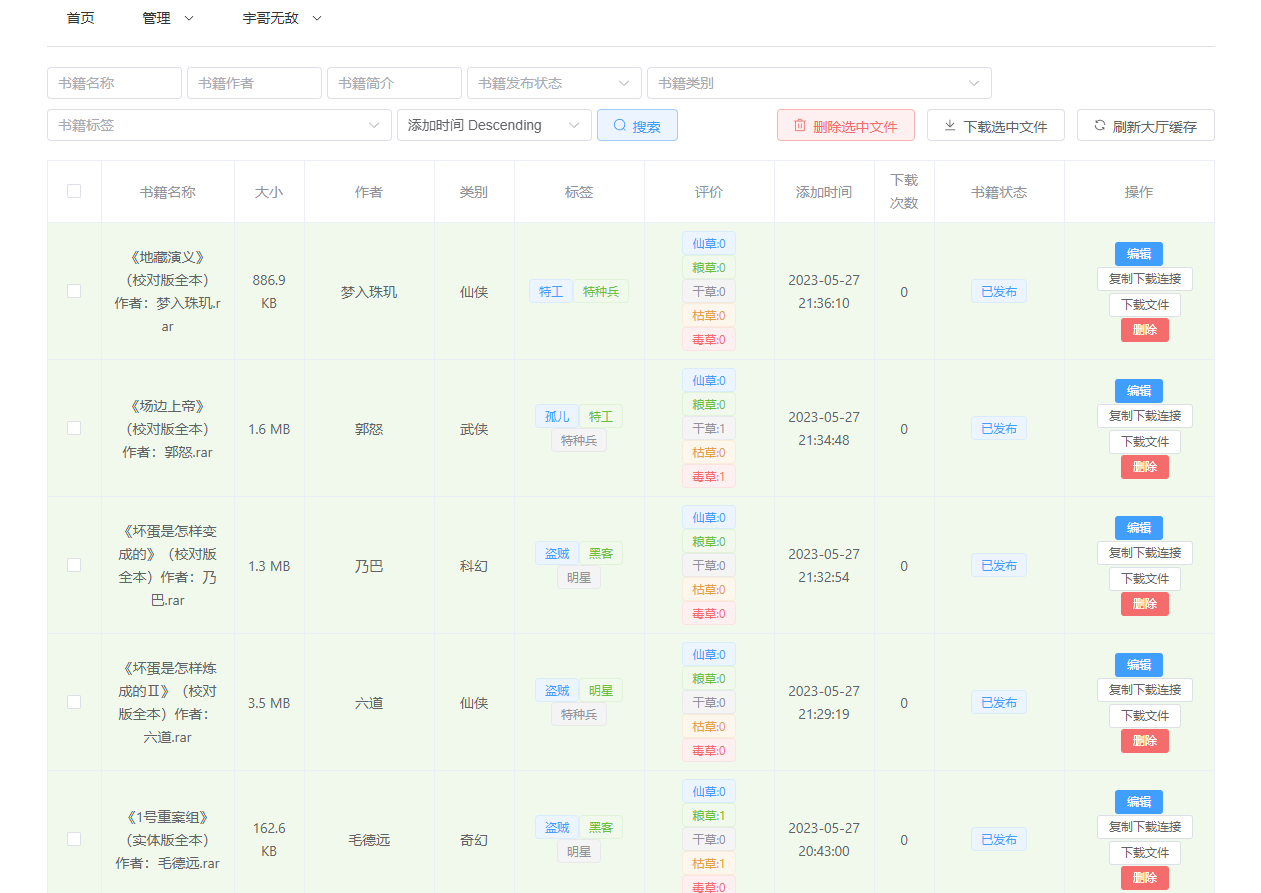 首页 管理 宇哥无敌
书籍名称 书籍作者 书籍简介 书籍发布状态 书籍类别
书籍标签 添加时间 Descending 搜索 删除选中文件 下载选中文件 刷新大厅缓存
书籍名称 大小 作者 类别 标签 评价 添加时间 下载次数 书籍状态 操作
《地藏演义》
（校对版全本）
作者：梦入珠玑.r
ar
886.9
KB
梦入珠玑
仙侠
特工 特种兵
仙草:0
粮草:0
干草:0
枯草:0
毒草:0
2023-05-27
21:36:10
0
已发布
编辑
复制下载连接
下载文件
删除
《场边上帝》
（校对版全本）
作者：郭怒.rar
1.6 MB
郭怒
武侠
孤儿 特工
特种兵
仙草:0
粮草:0
干草:1
枯草:0
毒草:1
2023-05-27
21:34:48
0
已发布
编辑
复制下载连接
下载文件
删除
《坏蛋是怎样变
成的》（校对版
全本）作者：乃
巴.rar
1.3 MB
乃巴
科幻
盗贼 黑客
明星
仙草:0
粮草:0
干草:0
枯草:0
毒草:0
2023-05-27
21:32:54
0
已发布
编辑
复制下载连接
下载文件
删除
《坏蛋是怎样炼
成的Ⅱ》（校对
版全本）作者：
六道.rar
3.5 MB
六道
仙侠
盗贼 明星
特种兵
仙草:0
粮草:0
干草:0
枯草:0
毒草:0
2023-05-27
21:29:19
0
已发布
编辑
复制下载连接
下载文件
删除
《1号重案组》
（实体版全本）
作者：毛德远.rar
162.6
KB
毛德远
奇幻
盗贼 黑客
明星
仙草:0
粮草:1
干草:0
枯草:1
毒草:0
2023-05-27
20:43:00
0
已发布
编辑
复制下载连接
下载文件
删除